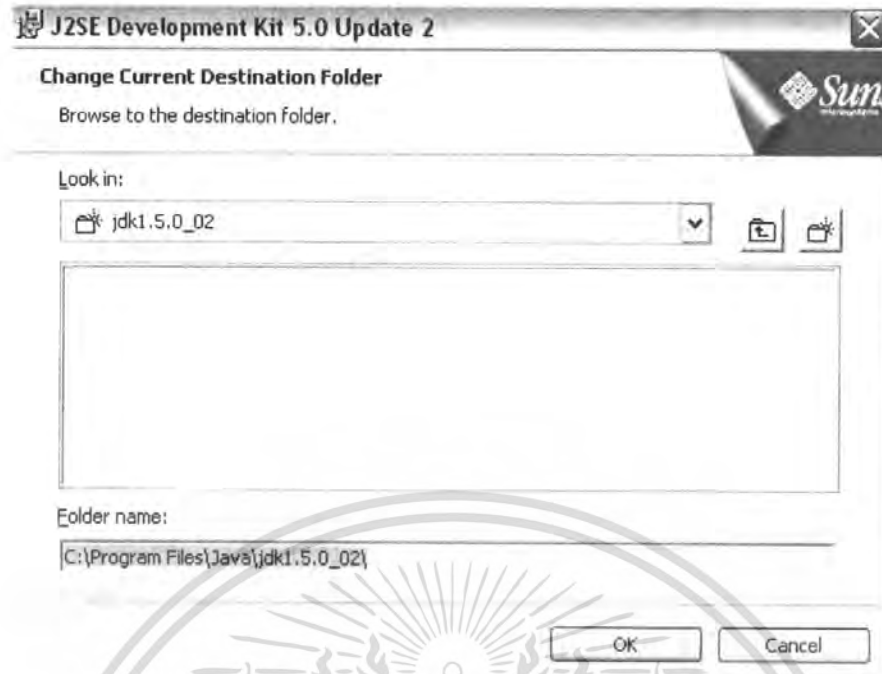 J2SE Development Kit 5.0 Update 2
Change Current Destination Folder
Browse to the destination folder.
Sun
microsystems
Look in:
jdk1.5.0_02
Folder name:
C:\Program Files\Java\jdk1.5.0_02\
OK
Cancel